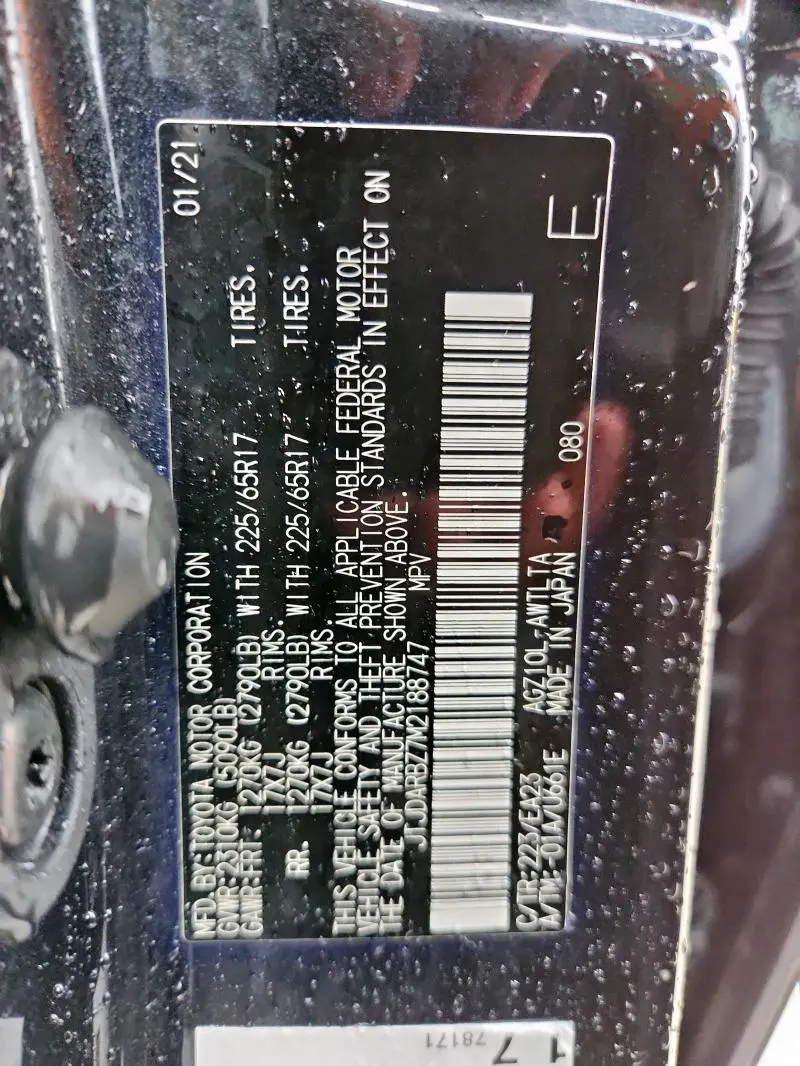 MFD. BY: TOYOTA MOTOR CORPORATION 01/21
GVWR: 2310KG (5090LB)
GAWR: FRT: 1270KG (2790LB) WITH 225/65R17 TIRES.
17X7J RIMS.
RR. 1270KG (2790LB) WITH 225/65R17 TIRES.
17X7J RIMS.
THIS VEHICLE CONFORMS TO ALL APPLICABLE FEDERAL MOTOR
VEHICLE SAFETY AND THEFT PREVENTION STANDARDS IN EFFECT ON
THE DATE OF MANUFACTURE SHOWN ABOVE.
JTJDARBZ7M2188747 MPV
C/TR: 223/EA23 AGZ10L-AWTLTA 080
A/TM: -01A/U661E MADE IN JAPAN E
78171
1 7